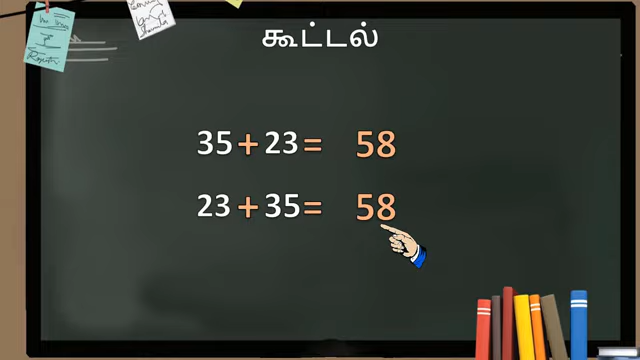 கூட்டல்
35 + 23 = 58
23 + 35 = 58